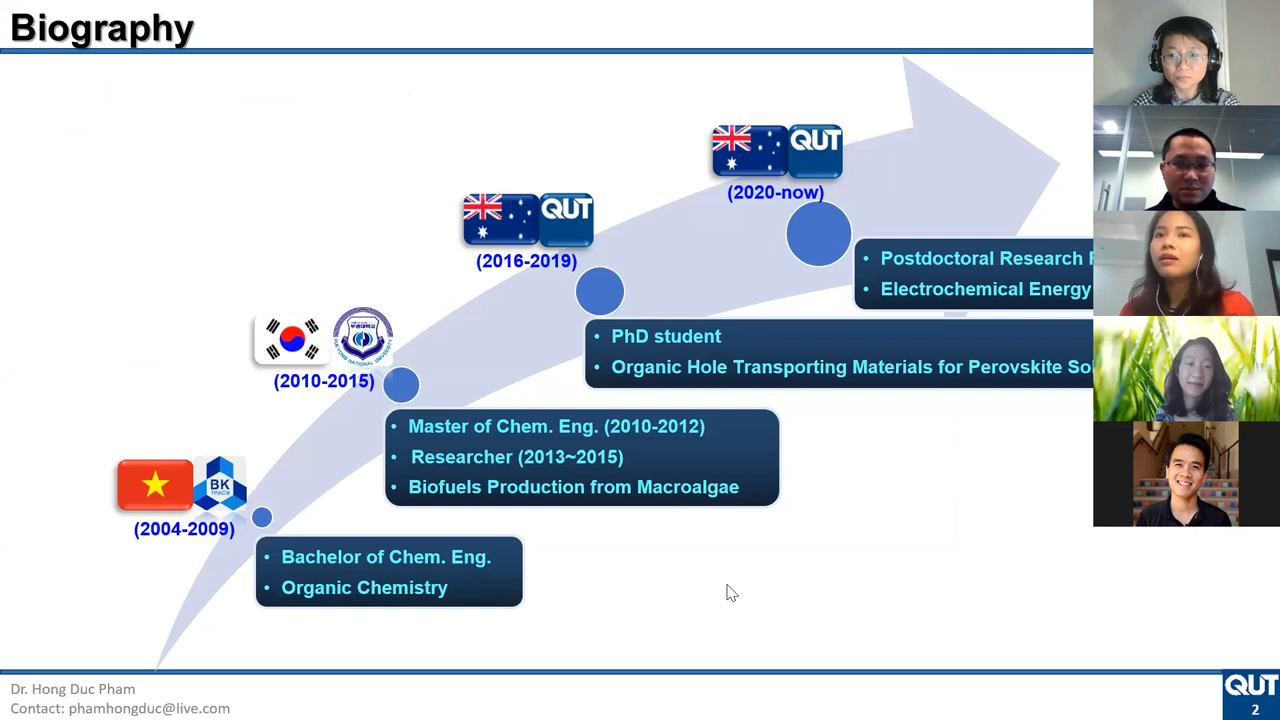 Biography
QUT
(2020-now)
• Postdoctoral Research
• Electrochemical Energy
QUT
(2016-2019)
• PhD student
• Organic Hole Transporting Materials for Perovskite
(2010-2015)
• Master of Chem. Eng. (2010-2012)
• Researcher (2013~2015)
• Biofuels Production from Macroalgae
BK
TPHCM
(2004-2009)
• Bachelor of Chem. Eng.
• Organic Chemistry
Dr. Hong Duc Pham
Contact: phamhongduc@live.com
QUT
2